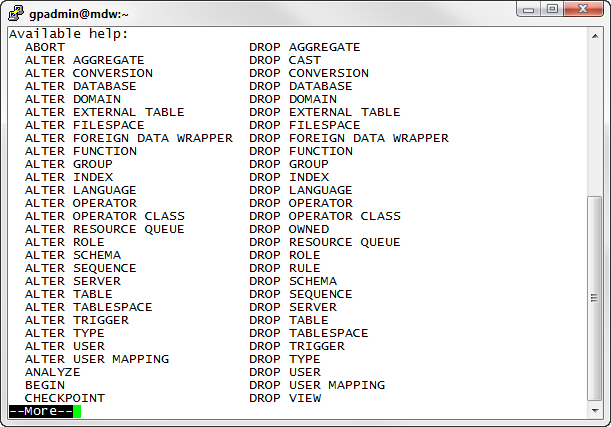 gpadmin@mdw:~
Available help:
ABORT DROP AGGREGATE
ALTER AGGREGATE DROP CAST
ALTER CONVERSION DROP CONVERSION
ALTER DATABASE DROP DATABASE
ALTER DOMAIN DROP DOMAIN
ALTER EXTERNAL TABLE DROP EXTERNAL TABLE
ALTER FILESPACE DROP FILESPACE
ALTER FOREIGN DATA WRAPPER DROP FOREIGN DATA WRAPPER
ALTER FUNCTION DROP FUNCTION
ALTER GROUP DROP GROUP
ALTER INDEX DROP INDEX
ALTER LANGUAGE DROP LANGUAGE
ALTER OPERATOR DROP OPERATOR
ALTER OPERATOR CLASS DROP OPERATOR CLASS
ALTER RESOURCE QUEUE DROP OWNED
ALTER ROLE DROP RESOURCE QUEUE
ALTER SCHEMA DROP ROLE
ALTER SEQUENCE DROP RULE
ALTER SERVER DROP SCHEMA
ALTER TABLE DROP SEQUENCE
ALTER TABLESPACE DROP SERVER
ALTER TRIGGER DROP TABLE
ALTER TYPE DROP TABLESPACE
ALTER USER DROP TRIGGER
ALTER USER MAPPING DROP TYPE
ANALYZE DROP USER
BEGIN DROP USER MAPPING
CHECKPOINT DROP VIEW
--More--